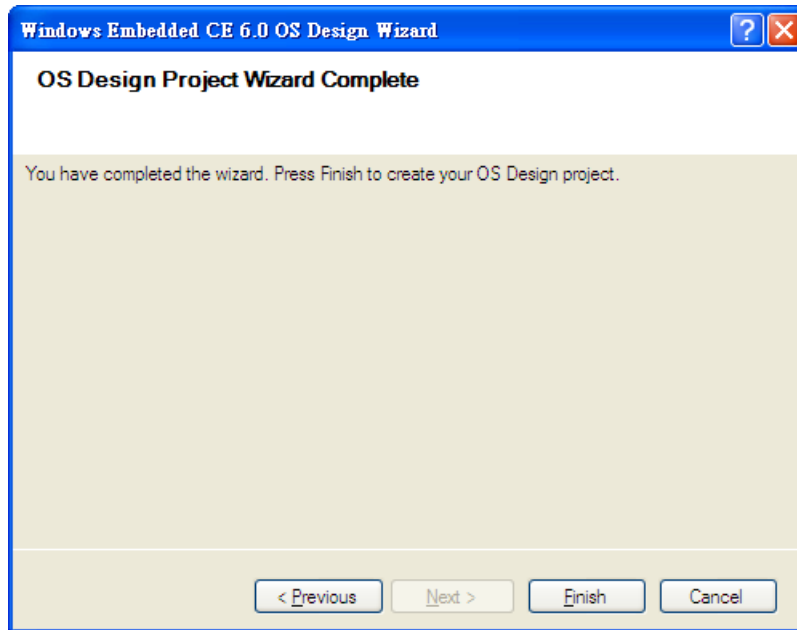 Windows Embedded CE 6.0 OS Design Wizard
?
OS Design Project Wizard Complete
You have completed the wizard. Press Finish to create your OS Design project.
< Previous Next > Finish Cancel